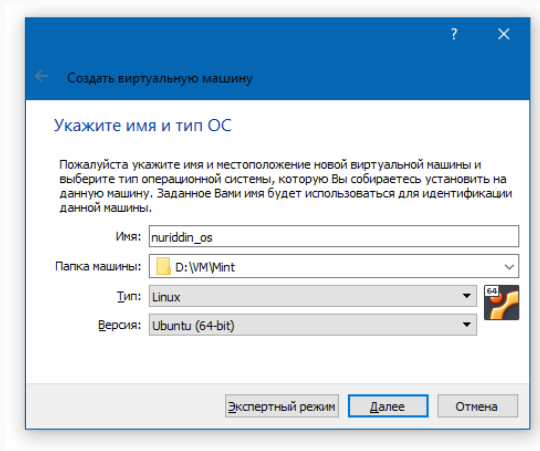 ?
Создать виртуальную машину
Укажите имя и тип ОС
Пожалуйста укажите имя и местоположение новой виртуальной машины и
выберите тип операционной системы, которую Вы собираетесь установить на
данную машину. Заданное Вами имя будет использоваться для идентификации
данной машины.
Имя: nuriddin_os
Папка машины: D:\VM\Mint
Тип: Linux
64
Версия: Ubuntu (64-bit)
Экспертный режим Далее Отмена